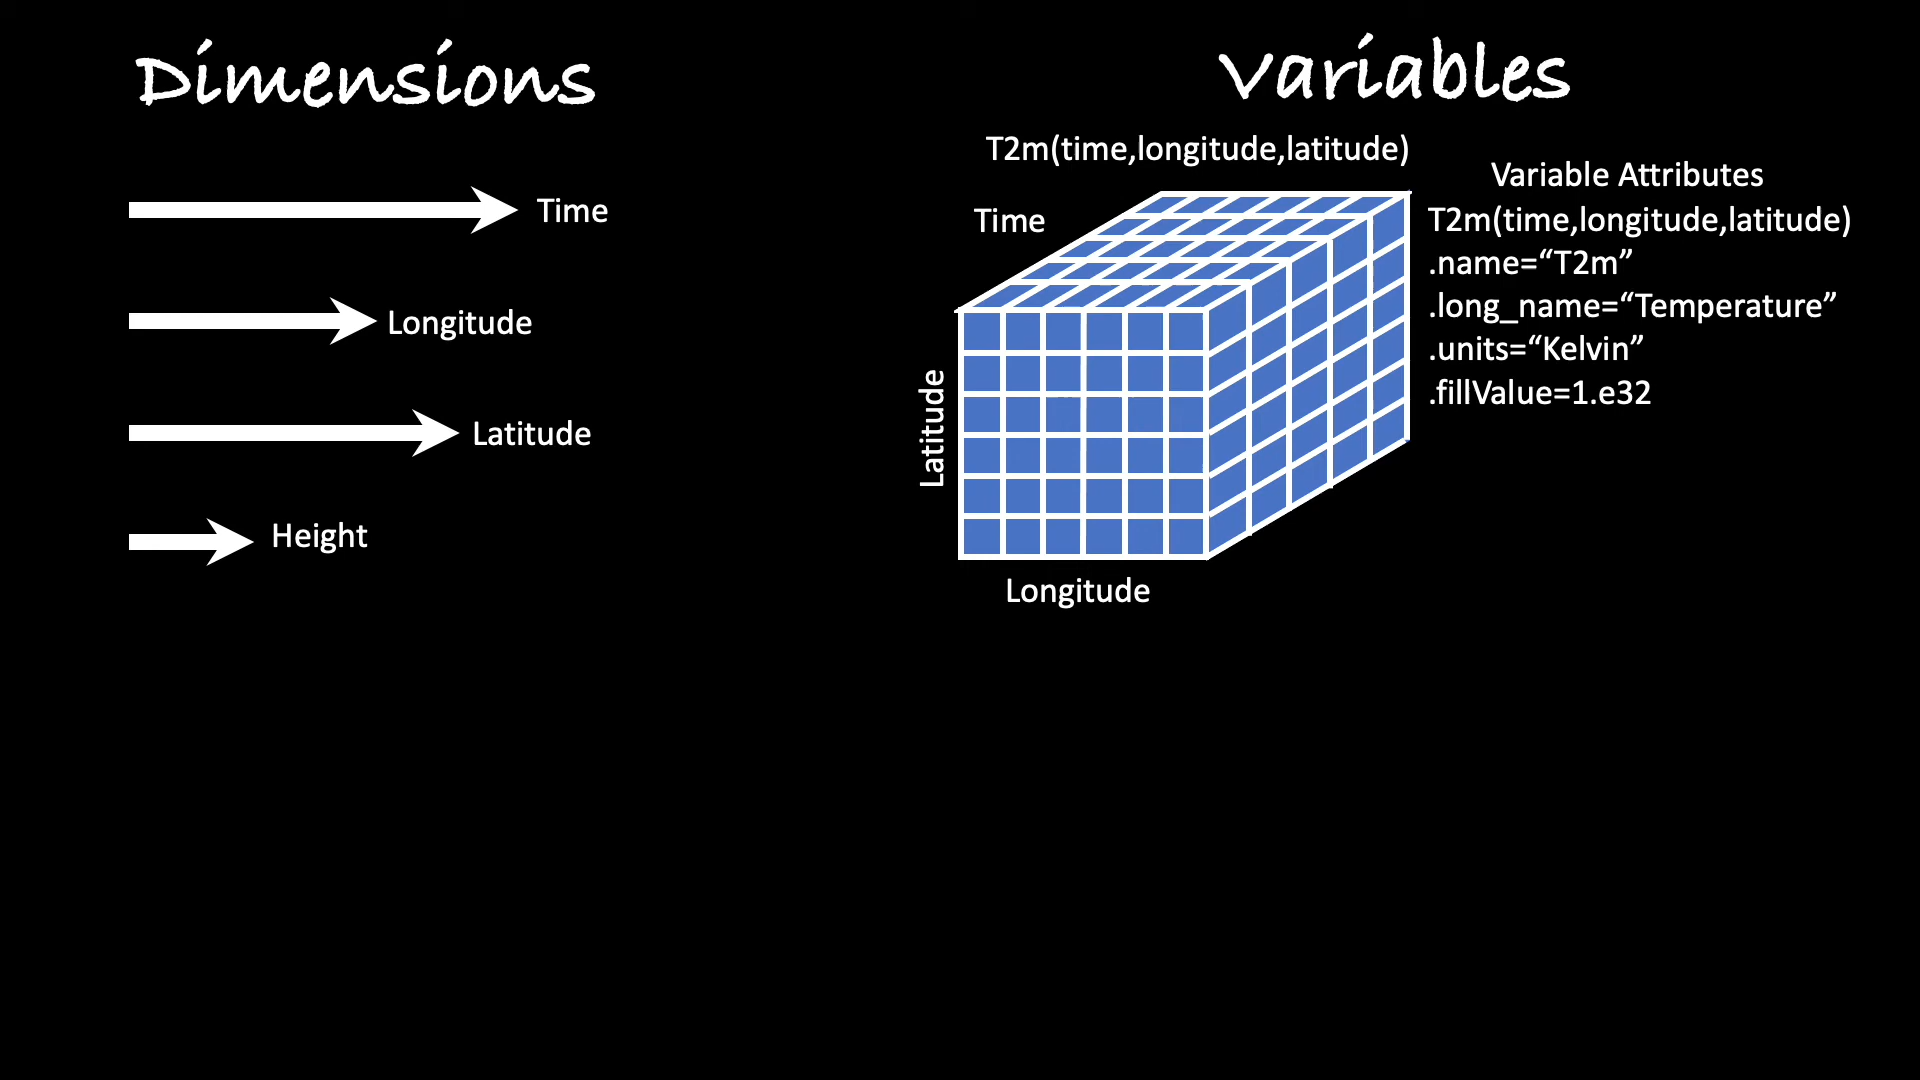 Dimensions
Time
Longitude
Latitude
Height
Variables
T2m(time,longitude,latitude)
Time
Latitude
Longitude
Variable Attributes
T2m(time,longitude,latitude)
.name=“T2m”
.long_name=“Temperature”
.units=“Kelvin”
.fillValue=1.e32